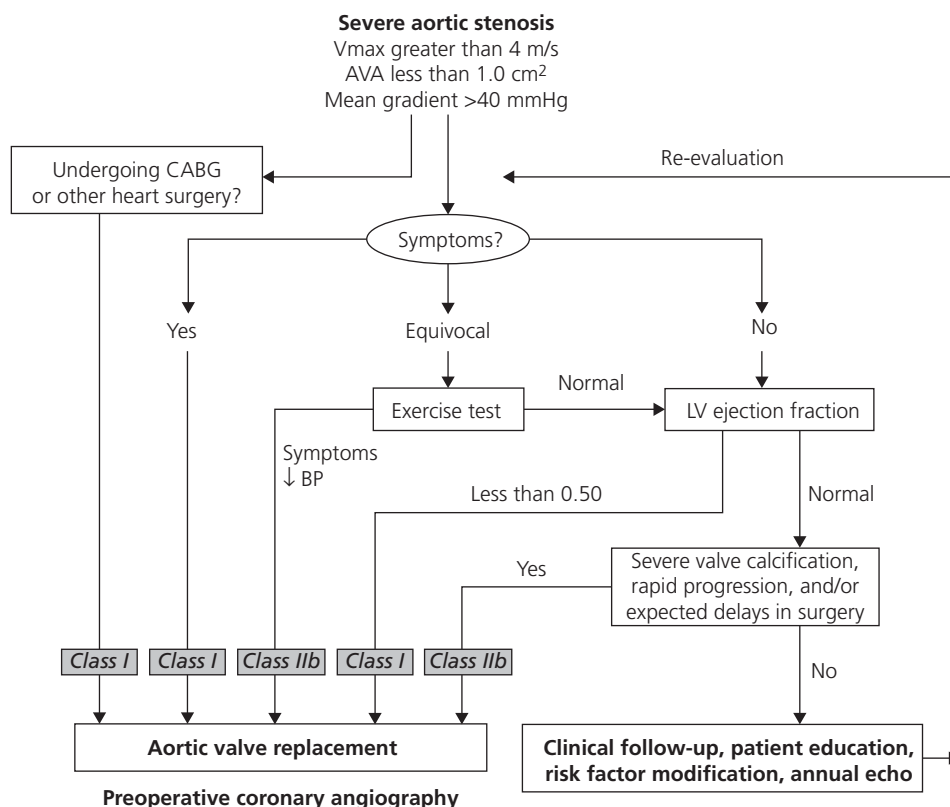 Severe aortic stenosis
Vmax greater than 4 m/s
AVA less than 1.0 cm²
Mean gradient >40 mmHg
Undergoing CABG
or other heart surgery?
Re-evaluation
Symptoms?
Yes
Equivocal
No
Exercise test
Normal
LV ejection fraction
Symptoms
↓ BP
Less than 0.50
Normal
Yes
Severe valve calcification,
rapid progression, and/or
expected delays in surgery
Class I
Class I
Class IIb
Class I
Class IIb
No
Aortic valve replacement
Clinical follow-up, patient education,
risk factor modification, annual echo
Preoperative coronary angiography